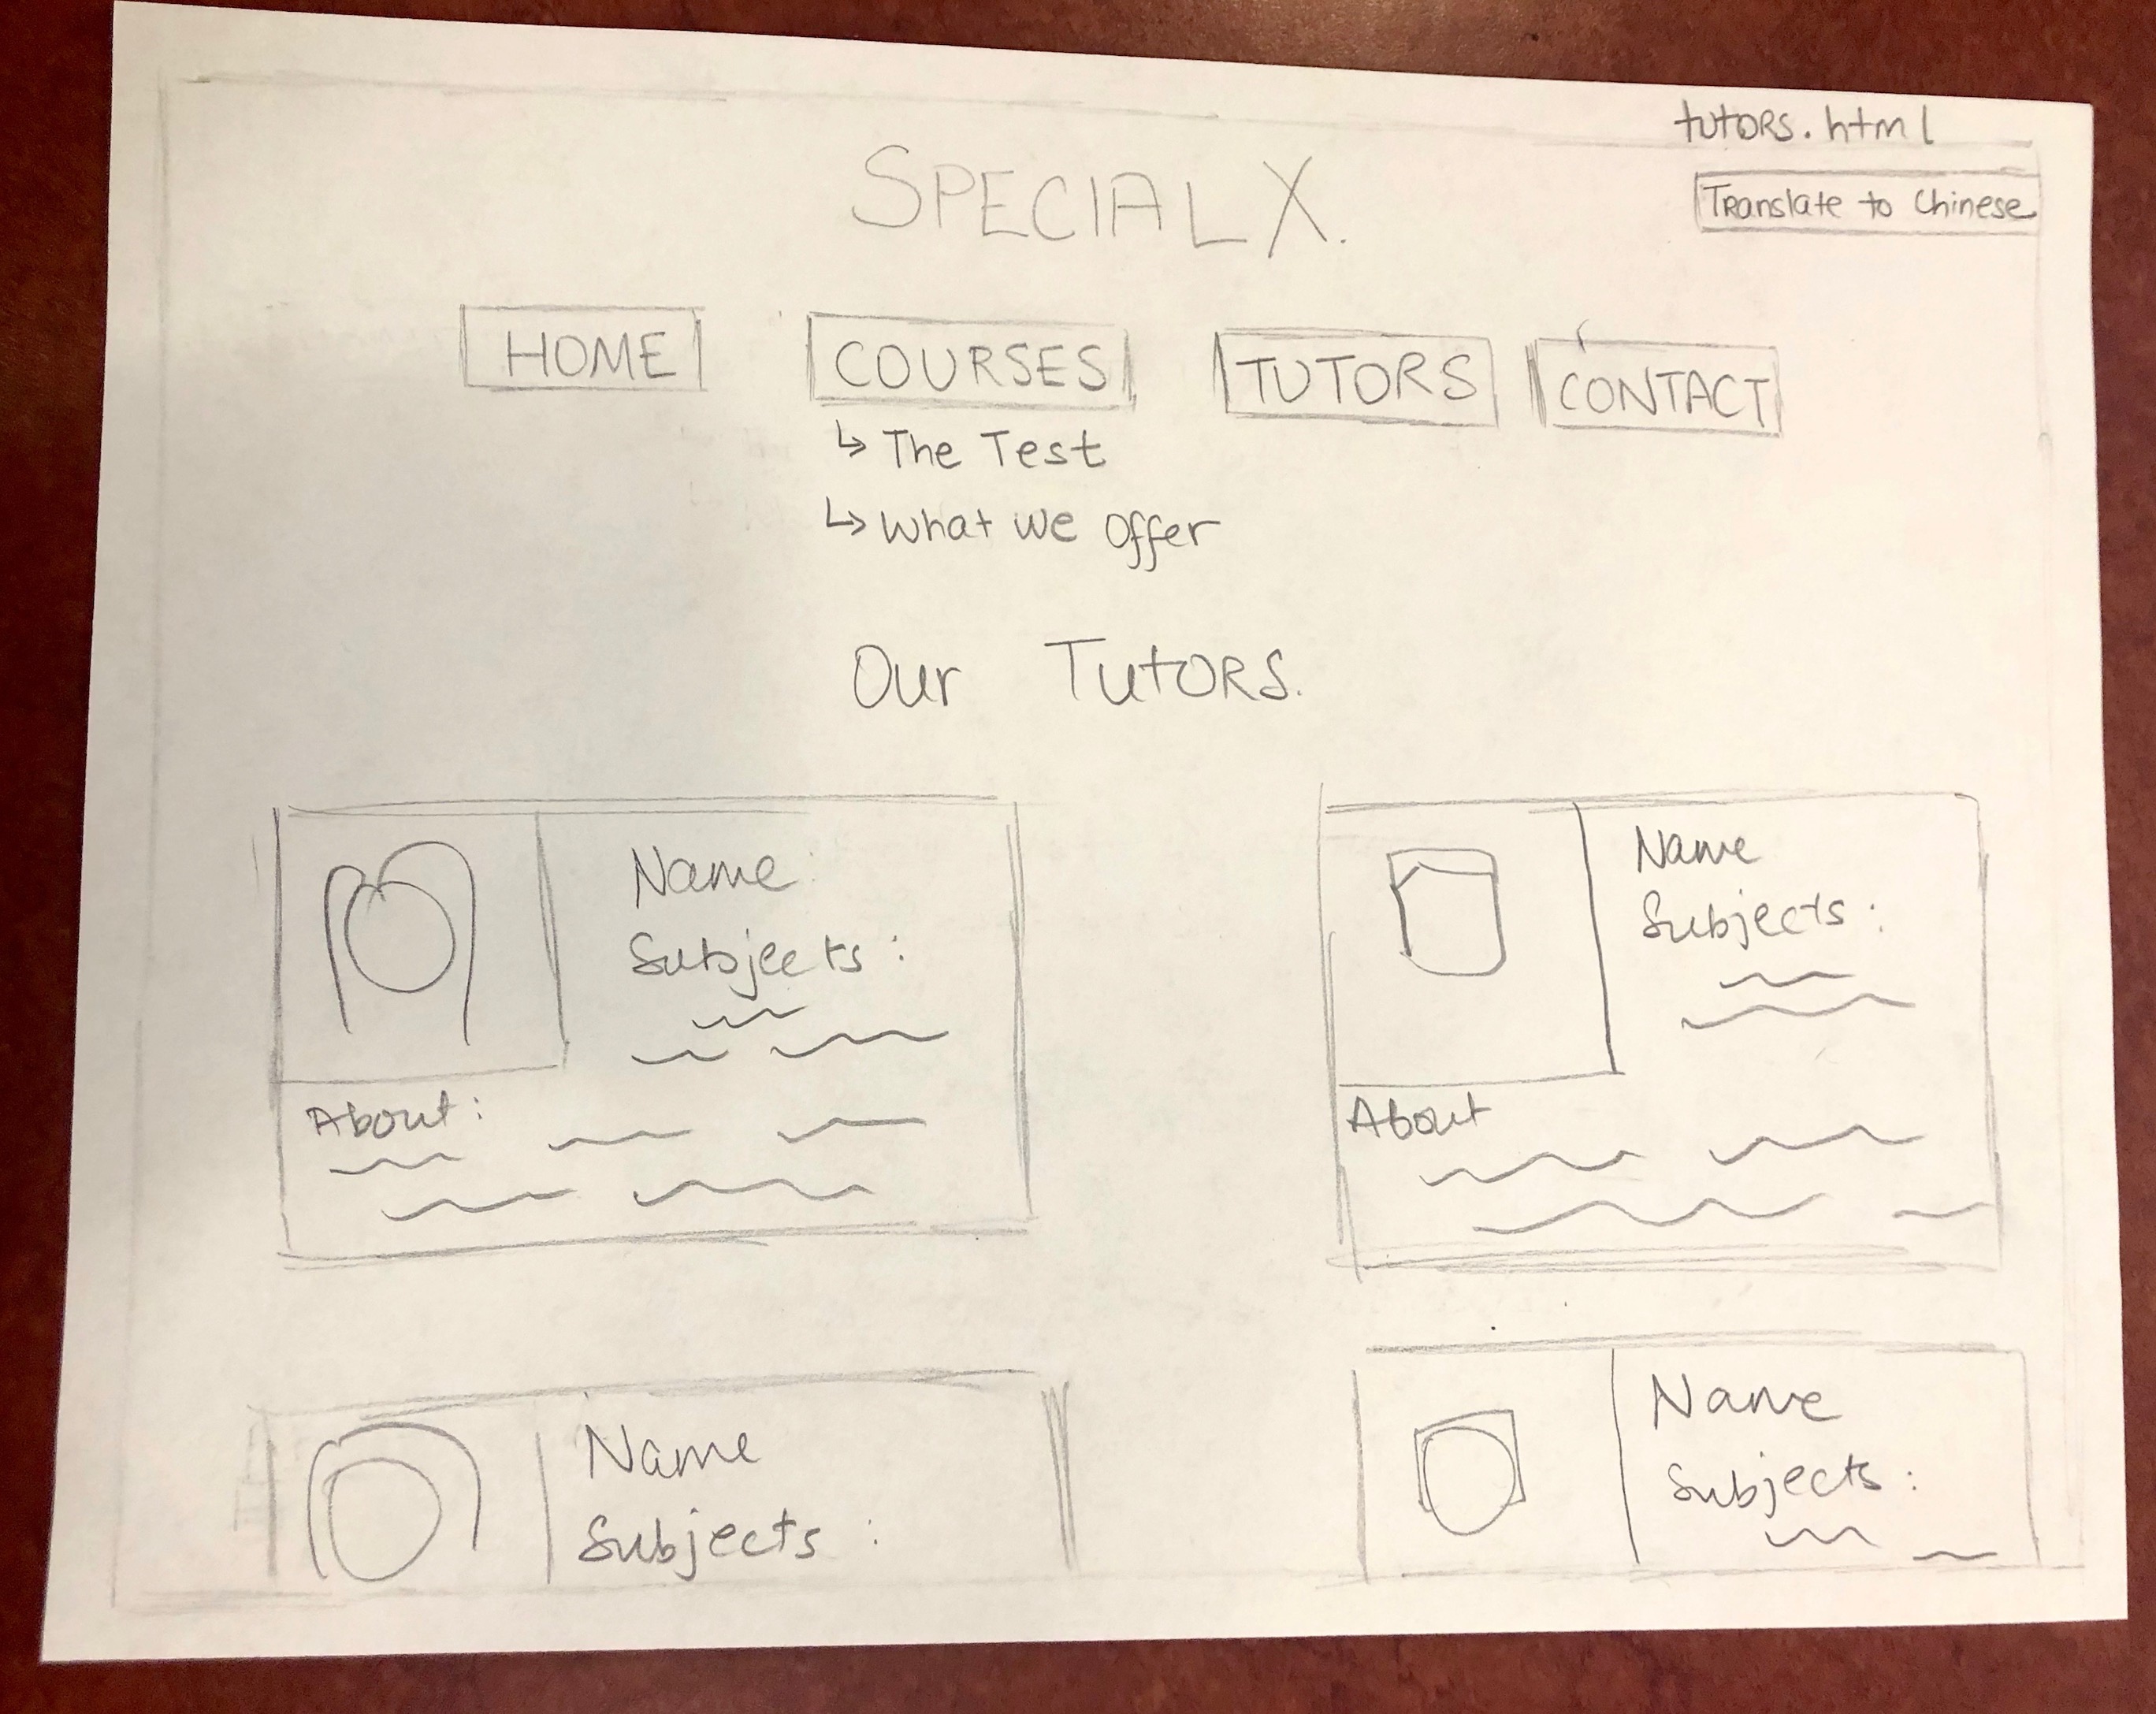 tutors.html
SPECIAL X.
Translate to Chinese
HOME COURSES TUTORS CONTACT
↳ The Test
↳ What we offer
Our Tutors.
Name:
Subjects:
About:
Name
Subjects:
About
Name
Subjects :
Name
Subjects :